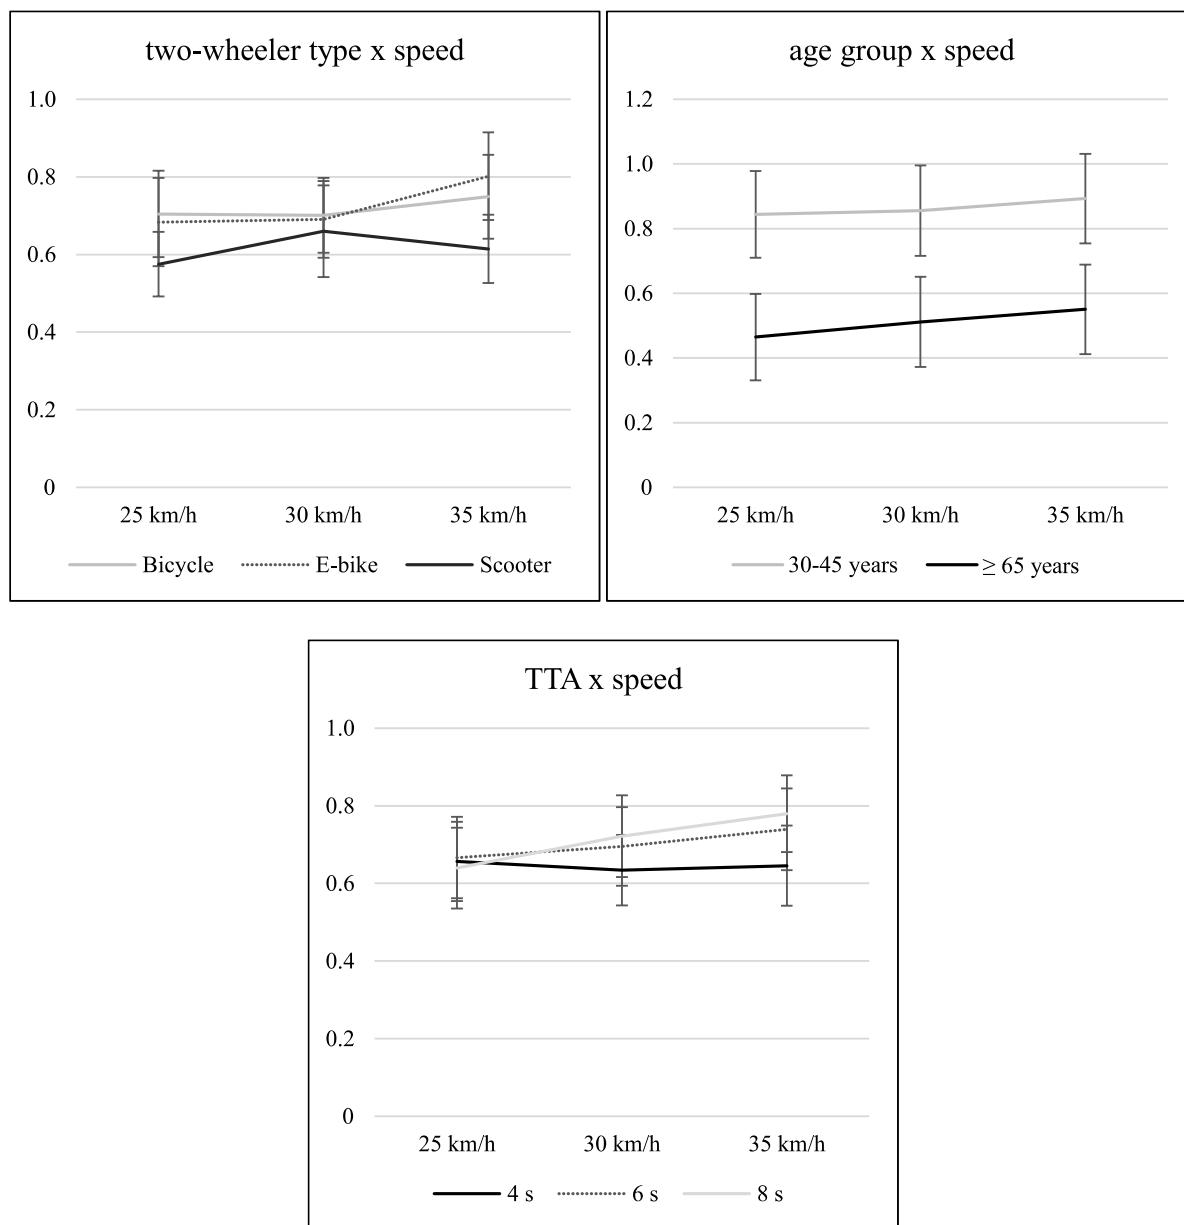 two-wheeler type x speed
1.0
0.8
0.6
0.4
0.2
0
25 km/h 30 km/h 35 km/h
Bicycle E-bike Scooter
age group x speed
1.2
1.0
0.8
0.6
0.4
0.2
0
25 km/h 30 km/h 35 km/h
30-45 years ≥ 65 years
TTA x speed
1.0
0.8
0.6
0.4
0.2
0
25 km/h 30 km/h 35 km/h
4 s 6 s 8 s